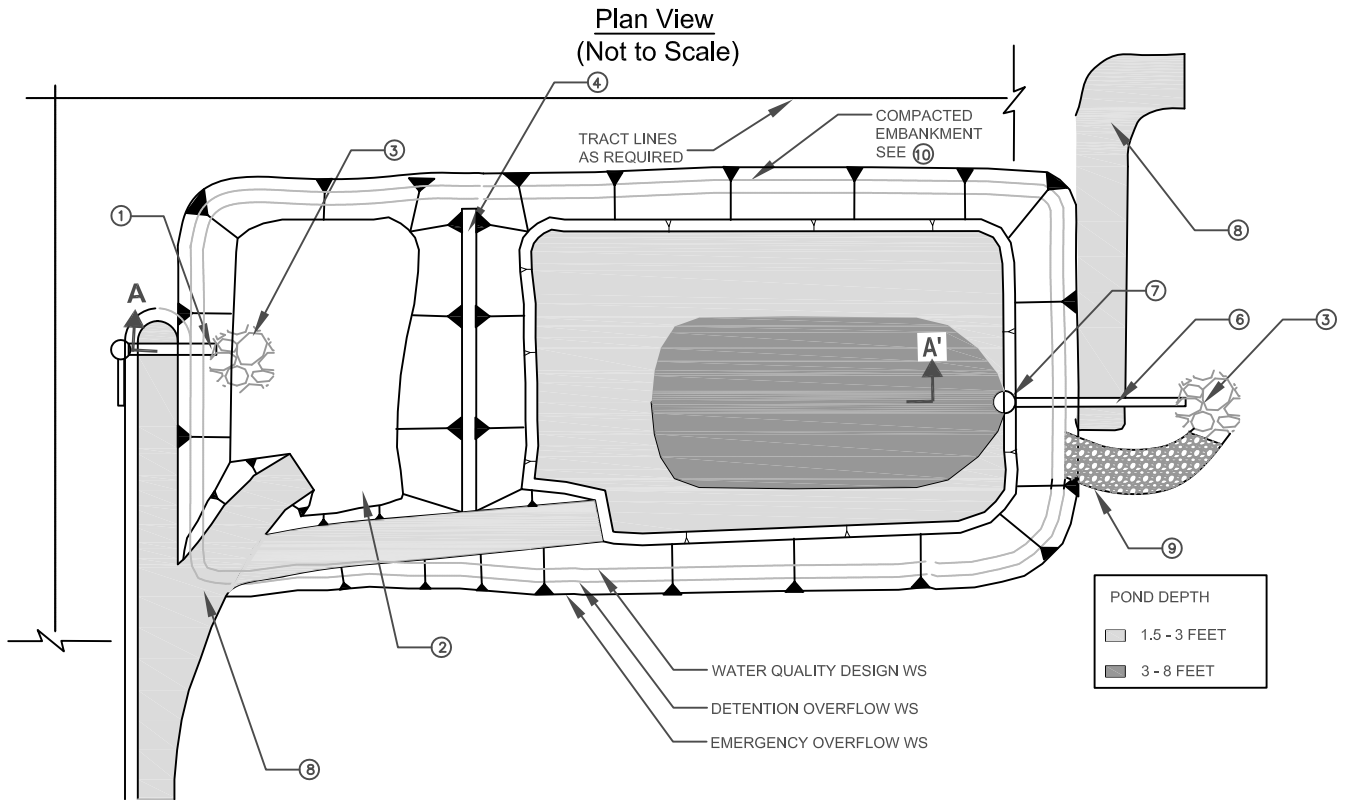 Plan View
(Not to Scale)
4
TRACT LINES
AS REQUIRED
COMPACTED
EMBANKMENT
SEE 10
3
1
8
A
7
6
3
A'
9
2
POND DEPTH
1.5 - 3 FEET
3 - 8 FEET
WATER QUALITY DESIGN WS
DETENTION OVERFLOW WS
EMERGENCY OVERFLOW WS
8